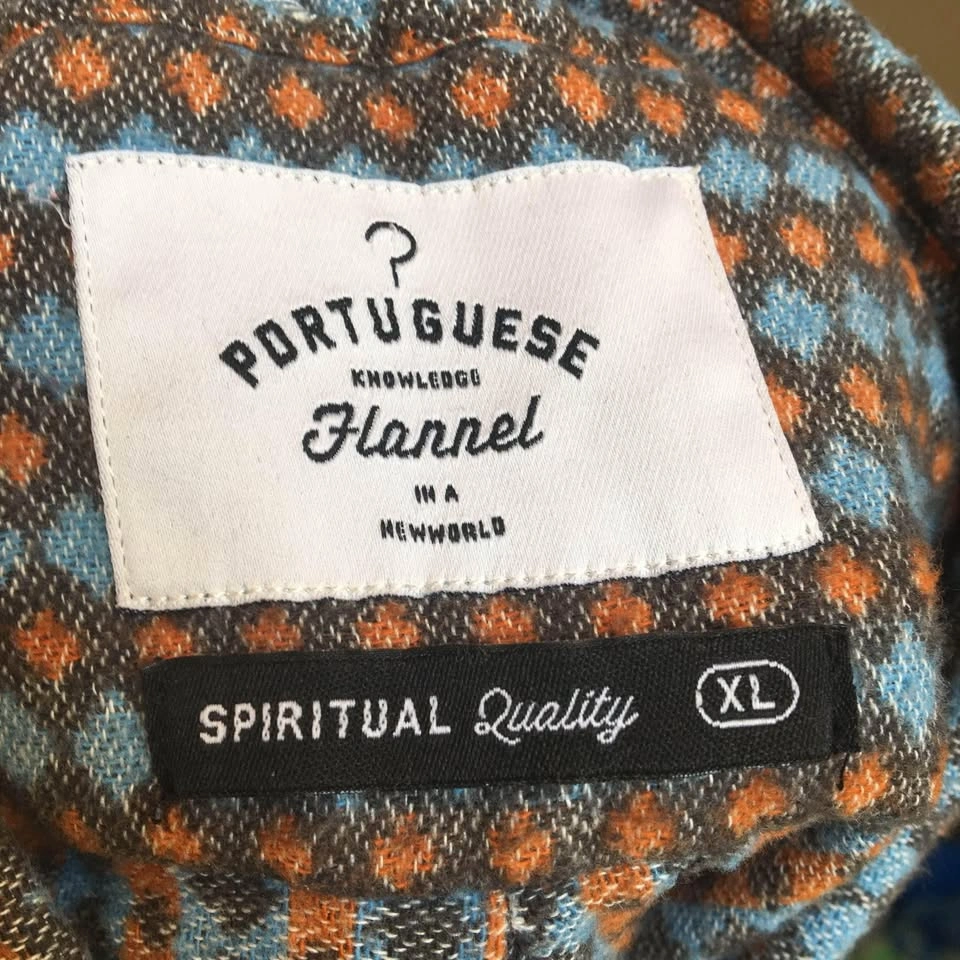 PORTUGUESE
KNOWLEDGE
Flannel
IN A
NEWWORLD
SPIRITUAL Quality XL